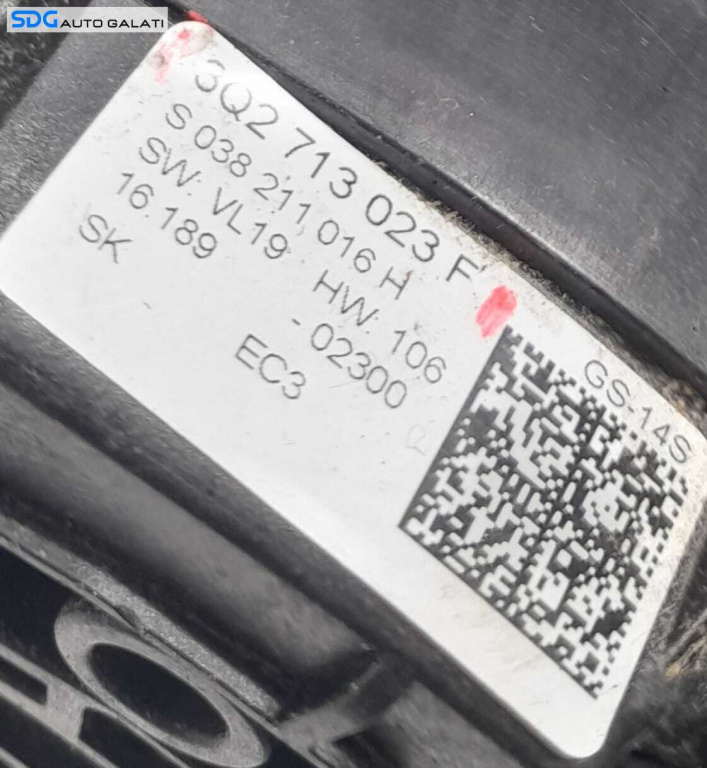 SDG AUTO GALATI
3Q2 713 023 F
S 038 211 016 H
SW: VL19 HW: 106
16.189 - 02300
SK EC3
GS-14S